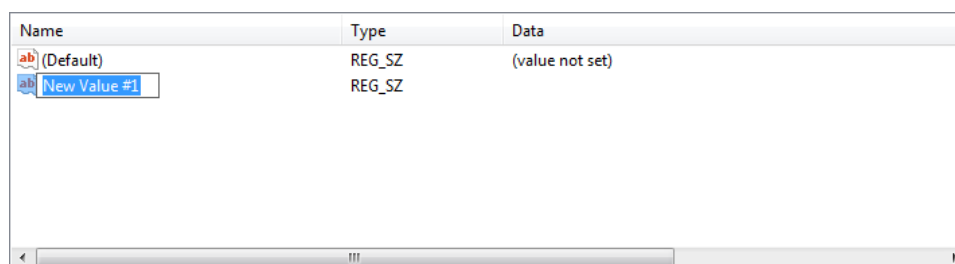 Name Type Data
ab (Default) REG_SZ (value not set)
ab New Value #1 REG_SZ